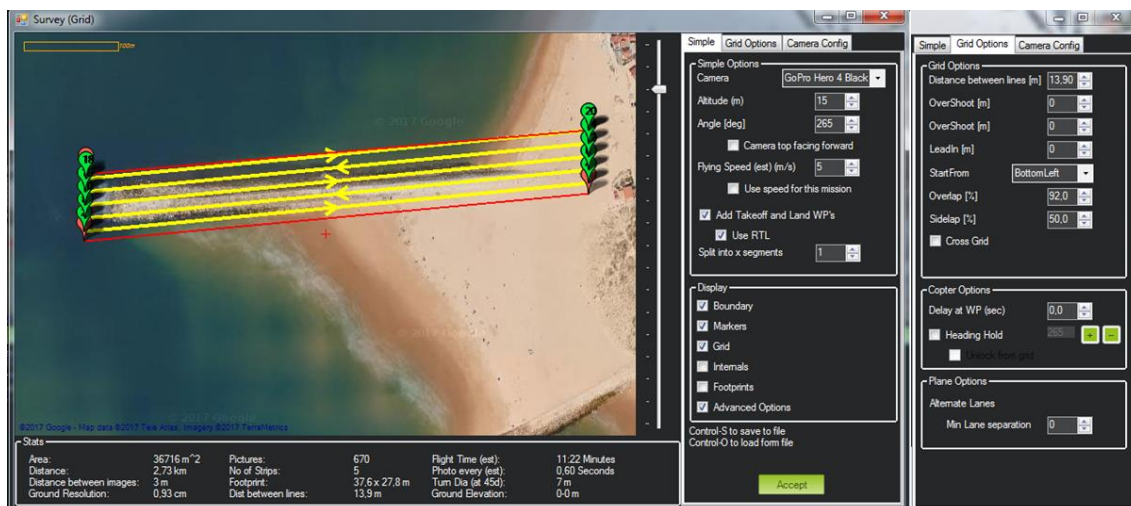 Survey (Grid)
100m
© 2017 Google
18
20
©2017 Google - Map data ©2017 Tele Atlas, Imagery ©2017 TerraMetrics
Stats
Area: 36716 m^2 Pictures: 670 Flight Time (est): 11:22 Minutes
Distance: 2,73 km No of Strips: 5 Photo every (est): 0,60 Seconds
Distance between images: 3 m Footprint: 37,6 x 27,8 m Turn Dia (at 45d): 7 m
Ground Resolution: 0,93 cm Dist between lines: 13,9 m Ground Elevation: 0-0 m
Simple Grid Options Camera Config
Simple Options
Camera GoPro Hero 4 Black
Altitude (m) 15
Angle [deg] 265
Camera top facing forward
Flying Speed (est) (m/s) 5
Use speed for this mission
Add Takeoff and Land WP's
Use RTL
Split into x segments 1
Display
Boundary
Markers
Grid
Internals
Footprints
Advanced Options
Control-S to save to file
Control-O to load form file
Accept
Simple Grid Options Camera Config
Grid Options
Distance between lines [m] 13,90
OverShoot [m] 0
OverShoot [m] 0
LeadIn [m] 0
StartFrom BottomLeft
Overlap [%] 92,0
Sidelap [%] 50,0
Cross Grid
Copter Options
Delay at WP (sec) 0,0
Heading Hold 265 + -
Unlock from grid
Plane Options
Alternate Lanes
Min Lane separation 0